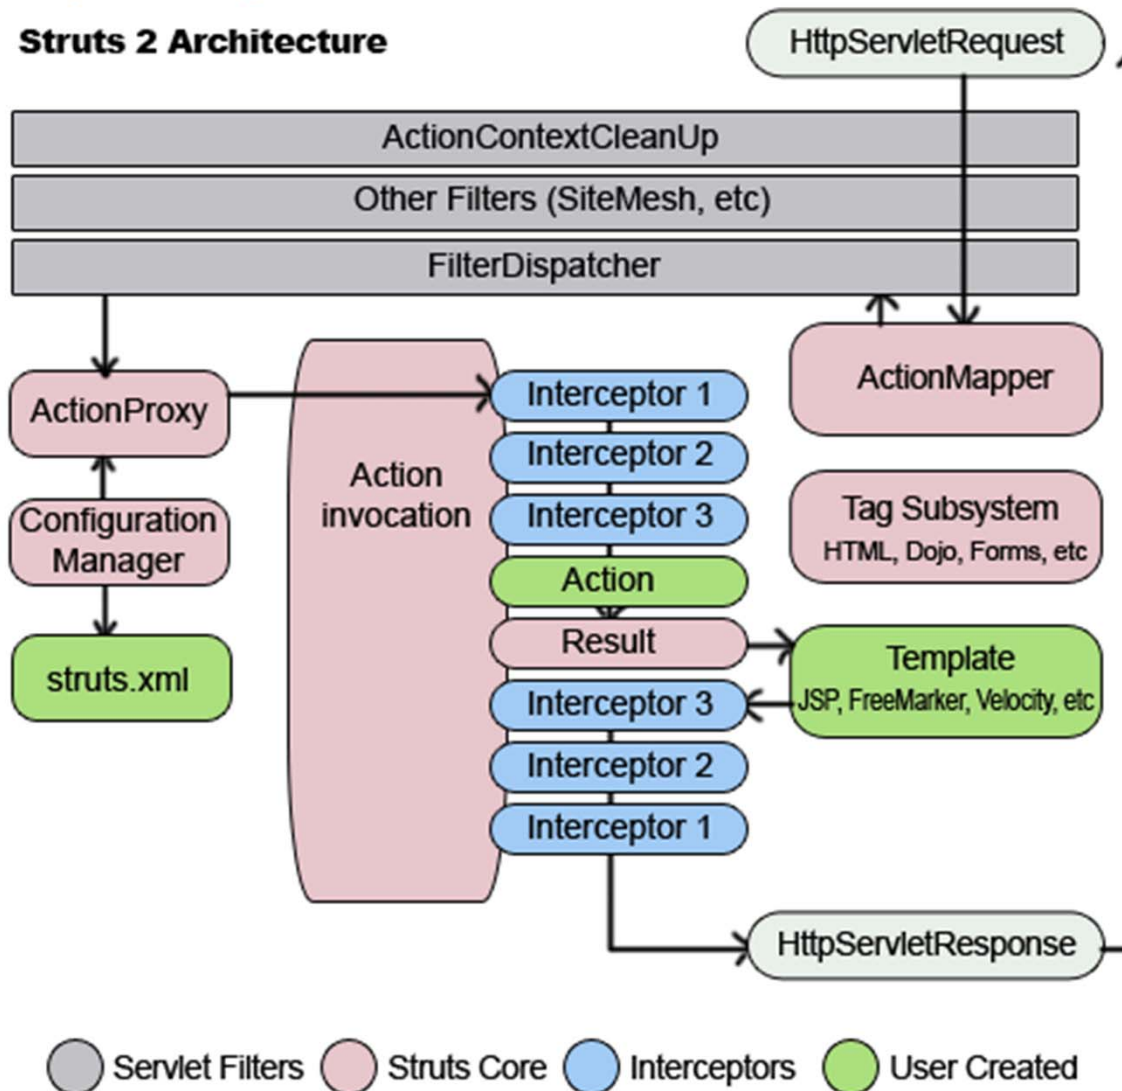 Struts 2 Architecture
HttpServletRequest
ActionContextCleanUp
Other Filters (SiteMesh, etc)
FilterDispatcher
ActionProxy
Configuration
Manager
struts.xml
Action
invocation
Interceptor 1
Interceptor 2
Interceptor 3
Action
Result
Interceptor 3
Interceptor 2
Interceptor 1
ActionMapper
Tag Subsystem
HTML, Dojo, Forms, etc
Template
JSP, FreeMarker, Velocity, etc
HttpServletResponse
Servlet Filters
Struts Core
Interceptors
User Created